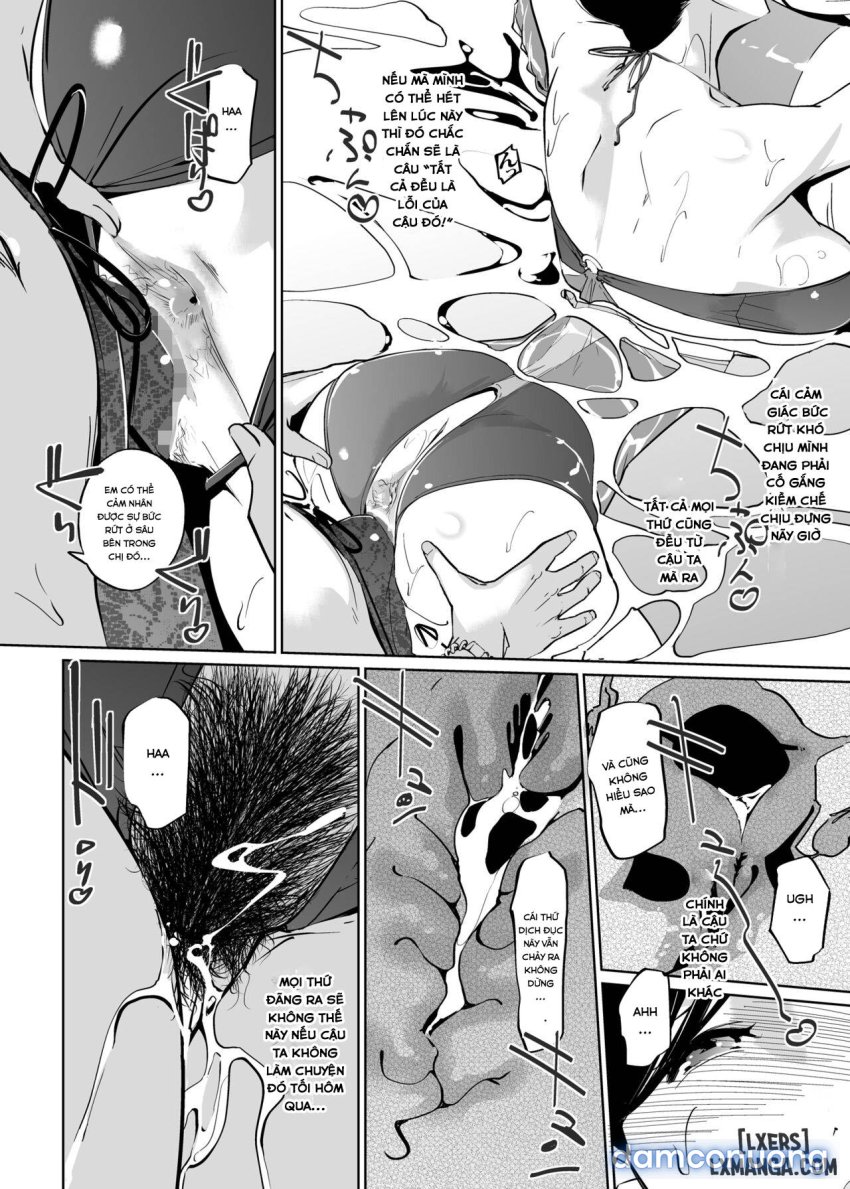 NẾU MÀ MÌNH
CÓ THỂ HÉT
LÊN LÚC NÀY
THÌ ĐÓ CHẮC
CHẮN SẼ LÀ
CÂU "TẤT
CẢ ĐỀU LÀ
LỖI CỦA
CẬU ĐÓ!"
CÁI CẢM
GIÁC BỨC
RỨT KHÓ
CHỊU MÌNH
ĐANG PHẢI
CỐ GẮNG
KIỀM CHẾ
CHỊU ĐỰNG
NÃY GIỜ
TẤT CẢ MỌI
THỨ CŨNG
ĐỀU TỪ
CẬU TA
MÀ RA
HAA
...
EM CÓ THỂ
CẢM NHẬN
ĐƯỢC SỰ BỨC
RỨT Ở SÂU
BÊN TRONG
CHỊ ĐÓ...
VÀ CŨNG
KHÔNG
HIỂU SAO
MÀ...
UGH
...
CHÍNH
LÀ CẬU
TA CHỨ
KHÔNG
PHẢI AI
KHÁC
AHH
...
CÁI THỨ
DỊCH ĐỤC
NÀY VẪN
CHẢY RA
KHÔNG
DỪNG
...
HAA
...
MỌI THỨ
ĐÁNG RA SẼ
KHÔNG THẾ
NÀY NẾU CẬU
TA KHÔNG
LÀM CHUYỆN
ĐÓ TỐI HÔM
QUA...
[LXERS]
damconuong
LXMANGA.COM